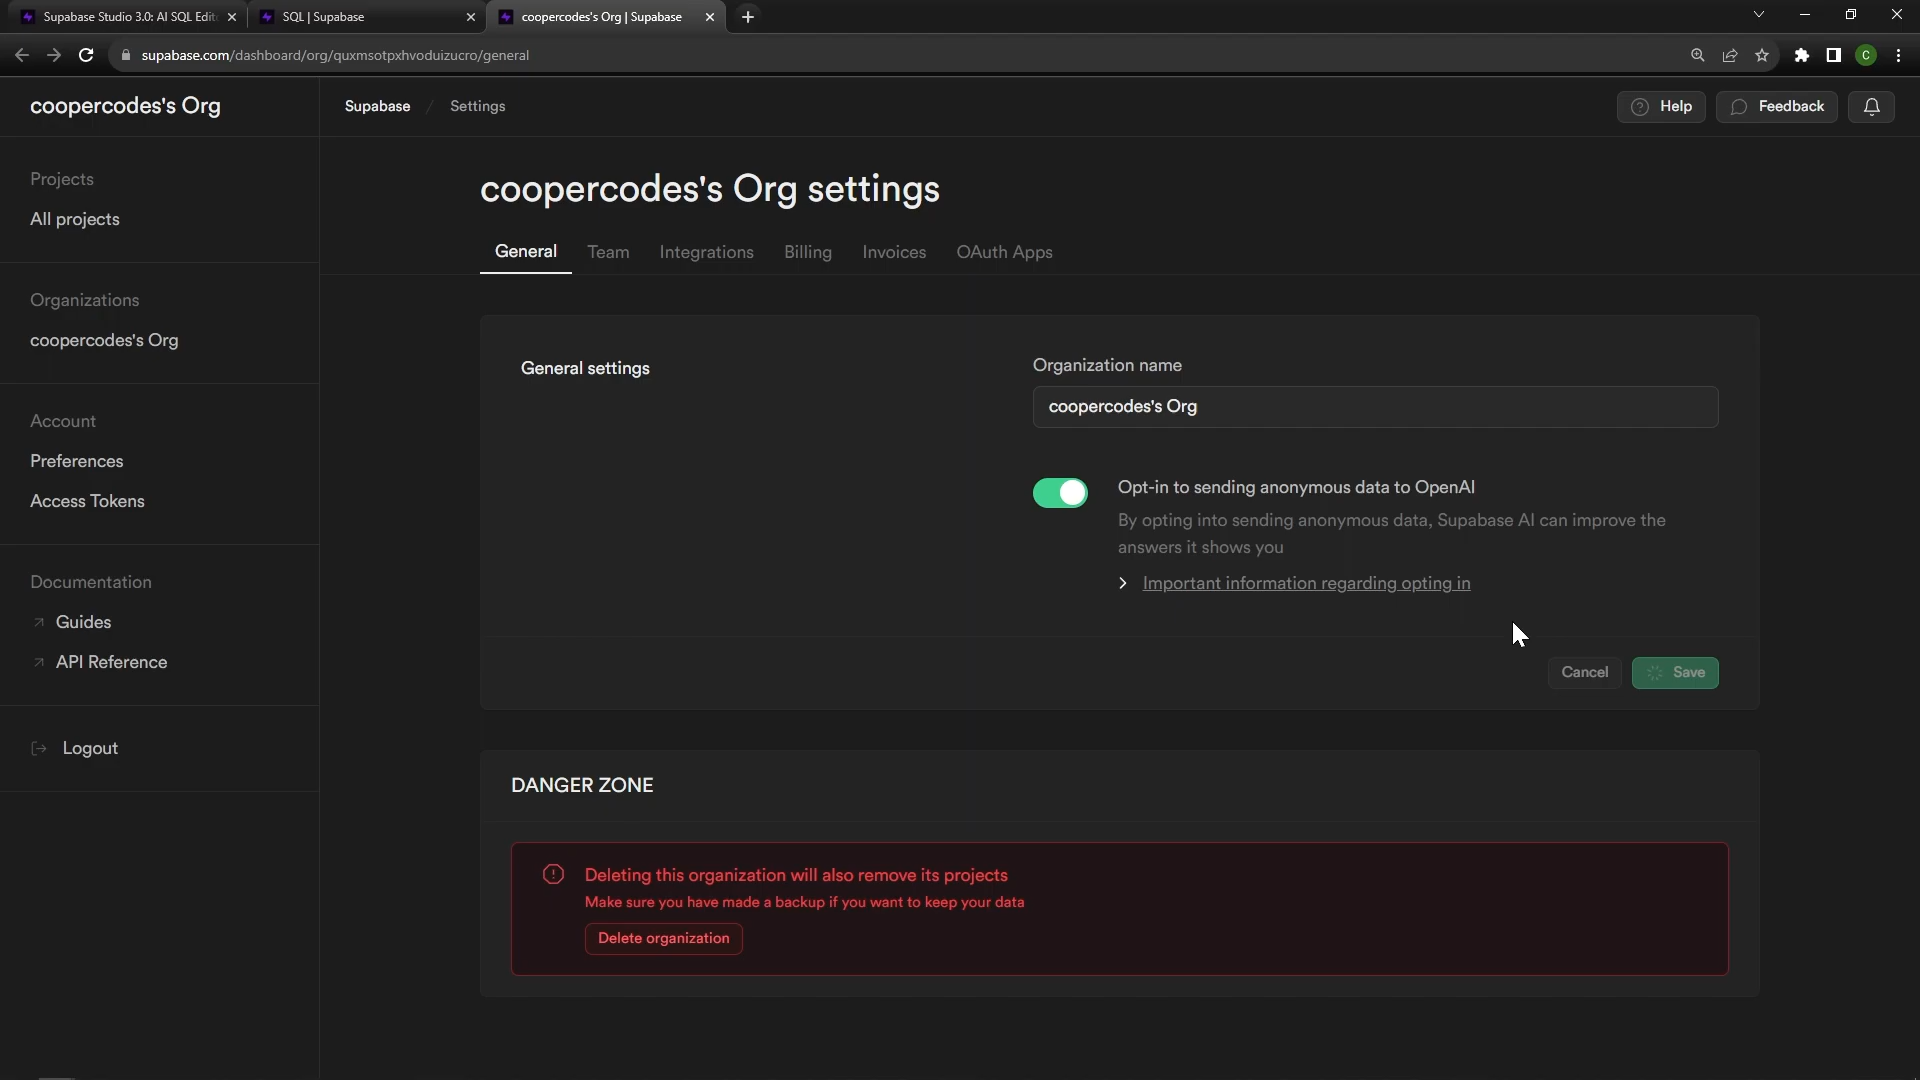 Supabase Studio 3.0: AI SQL Edit
SQL | Supabase
coopercodes's Org | Supabase
supabase.com/dashboard/org/quxmsotpxhvoduizucro/general
C
coopercodes's Org
Supabase / Settings
Help
Feedback
Projects
All projects
Organizations
coopercodes's Org
Account
Preferences
Access Tokens
Documentation
Guides
API Reference
Logout
coopercodes's Org settings
General
Team
Integrations
Billing
Invoices
OAuth Apps
General settings
Organization name
coopercodes's Org
Opt-in to sending anonymous data to OpenAI
By opting into sending anonymous data, Supabase AI can improve the
answers it shows you
Important information regarding opting in
Cancel
Save
DANGER ZONE
Deleting this organization will also remove its projects
Make sure you have made a backup if you want to keep your data
Delete organization